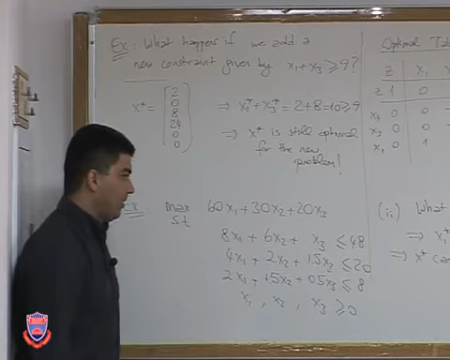 Ex: What happens if we add a
new constraint given by x₁+x₃ ≥ 9?
x* = [2 0 8 24 0 0]
⇒ x₁*+x₃* = 2+8 = 10 ≥ 9
⇒ x* is still optimal
for the new
problem!
Ex: max 60x₁+30x₂+20x₃
st 8x₁+6x₂+ x₃ ≤ 48
4x₁+2x₂+1.5x₂ ≤ 20
2x₁+1.5x₂+0.5x₃ ≤ 8
x₁, x₂, x₃ ≥ 0
Optimal Ta
z x₁
z 1 0
x₄ 0 0
x₃ 0 0
x₁ 0 1
(ii) What
⇒ x₁*
⇒ x*